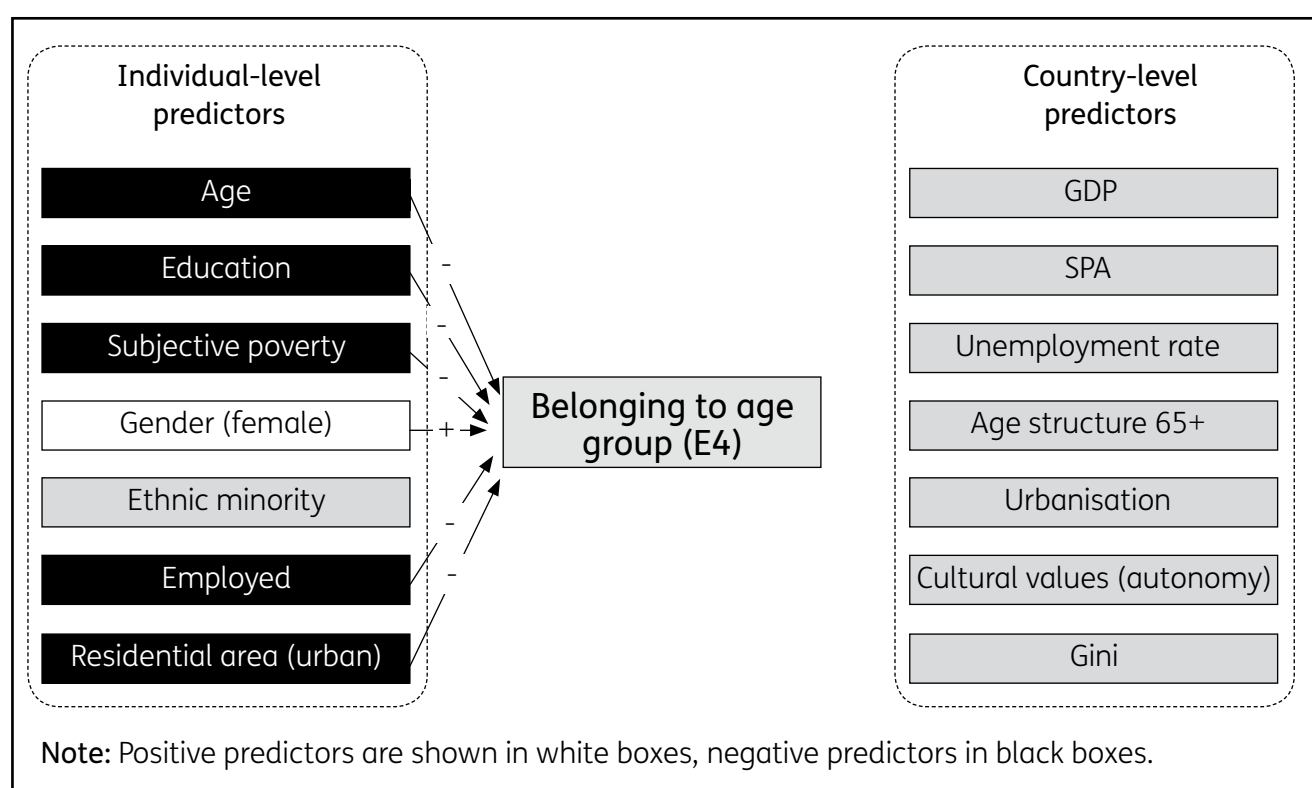 Individual-level
predictors
Age
Education
Subjective poverty
Gender (female)
Ethnic minority
Employed
Residential area (urban)
-
-
-
+
-
-
Belonging to age
group (E4)
Country-level
predictors
GDP
SPA
Unemployment rate
Age structure 65+
Urbanisation
Cultural values (autonomy)
Gini
Note: Positive predictors are shown in white boxes, negative predictors in black boxes.